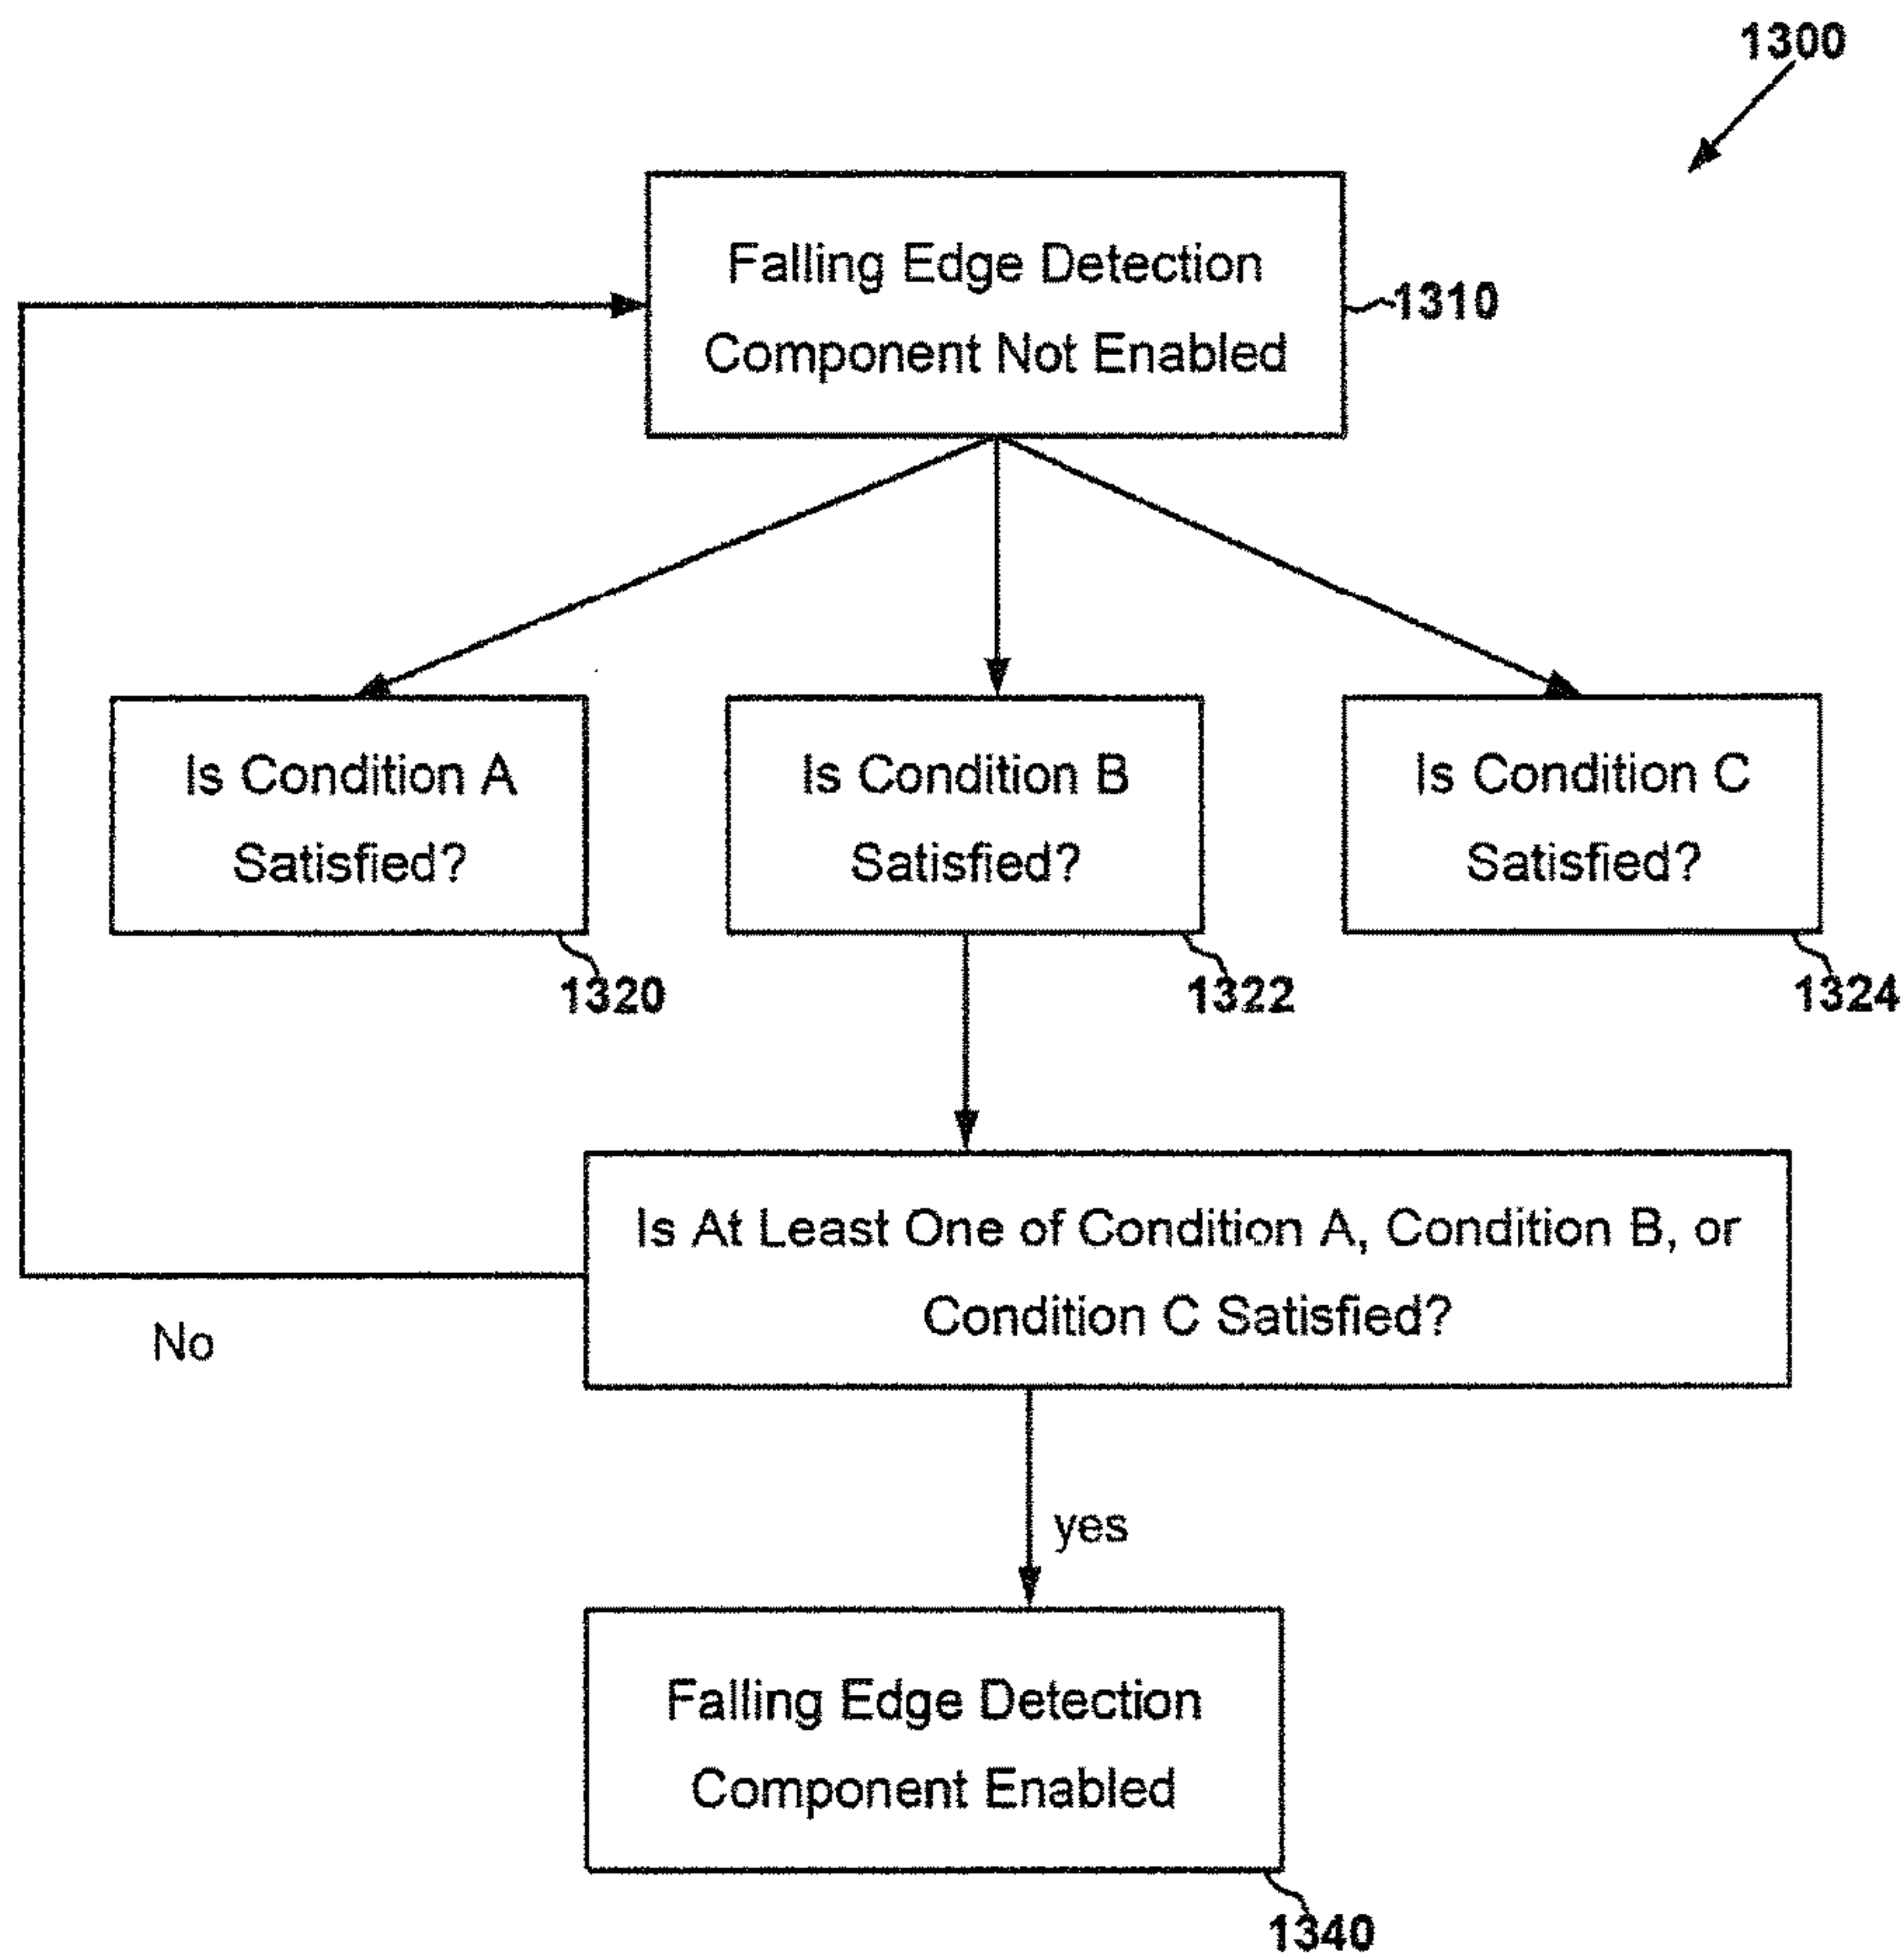 1300
Falling Edge Detection
Component Not Enabled
1310
Is Condition A
Satisfied?
1320
Is Condition B
Satisfied?
1322
Is Condition C
Satisfied?
1324
Is At Least One of Condition A, Condition B, or
Condition C Satisfied?
No
yes
Falling Edge Detection
Component Enabled
1340